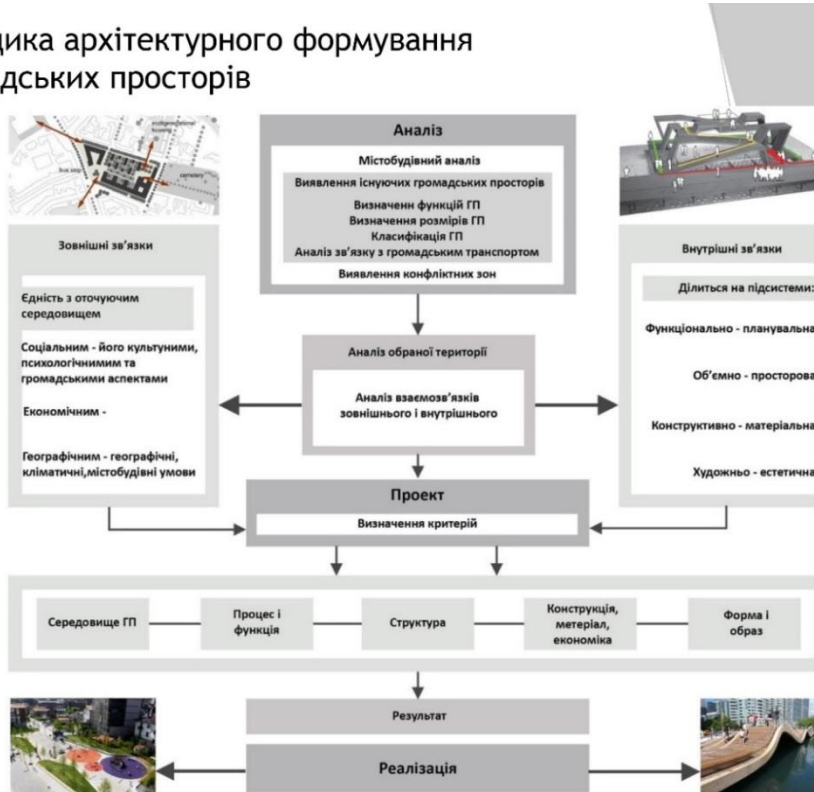 дика архітектурного формування
дських просторів
Аналіз
Містобудівний аналіз
Виявлення існуючих громадських просторів
Визначенн функцій ГП
Визначення розмірів ГП
Класифікація ГП
Аналіз зв'язку з громадським транспортом
Виявлення конфліктних зон
bus stop
cemetery
housing
Зовнішні зв'язки
Єдність з оточуючим
середовищем
Соціальним - його культуними,
психологічнимим та
громадськими аспектами
Економічним -
Географічним - географічні,
кліматичні,містобудівні умови
Аналіз обраної території
Аналіз взаємозв'язків
зовнішнього і внутрішнього
Внутрішні зв'язки
Ділиться на підсистеми:
Функціонально - планувальна
Об'ємно - просторова
Конструктивно - матеріальна
Художньо - естетична
Проект
Визначення критерій
Середовище ГП
Процес і
функція
Структура
Конструкція,
метеріал,
економіка
Форма і
образ
Результат
Реалізація